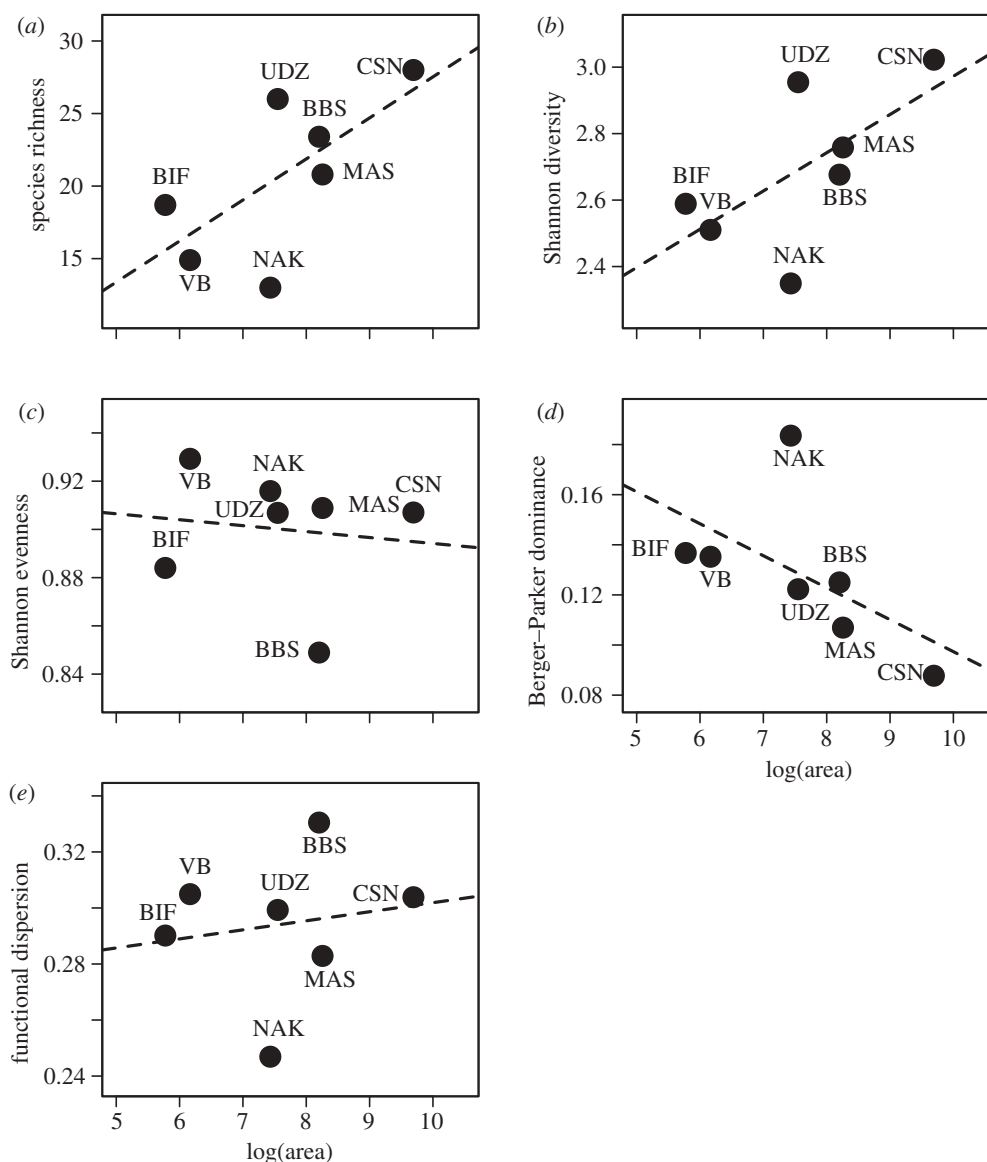 (a)
species richness
30
25
20
15
BIF
VB
UDZ
NAK
BBS
MAS
CSN
(b)
Shannon diversity
3.0
2.8
2.6
2.4
BIF
VB
UDZ
NAK
MAS
BBS
CSN
(c)
Shannon evenness
0.92
0.88
0.84
VB
BIF
NAK
UDZ
BBS
MAS
CSN
(d)
Berger–Parker dominance
0.16
0.12
0.08
NAK
BIF
VB
BBS
UDZ
MAS
CSN
5 6 7 8 9 10
log(area)
(e)
functional dispersion
0.32
0.28
0.24
BIF
VB
UDZ
NAK
BBS
MAS
CSN
5 6 7 8 9 10
log(area)